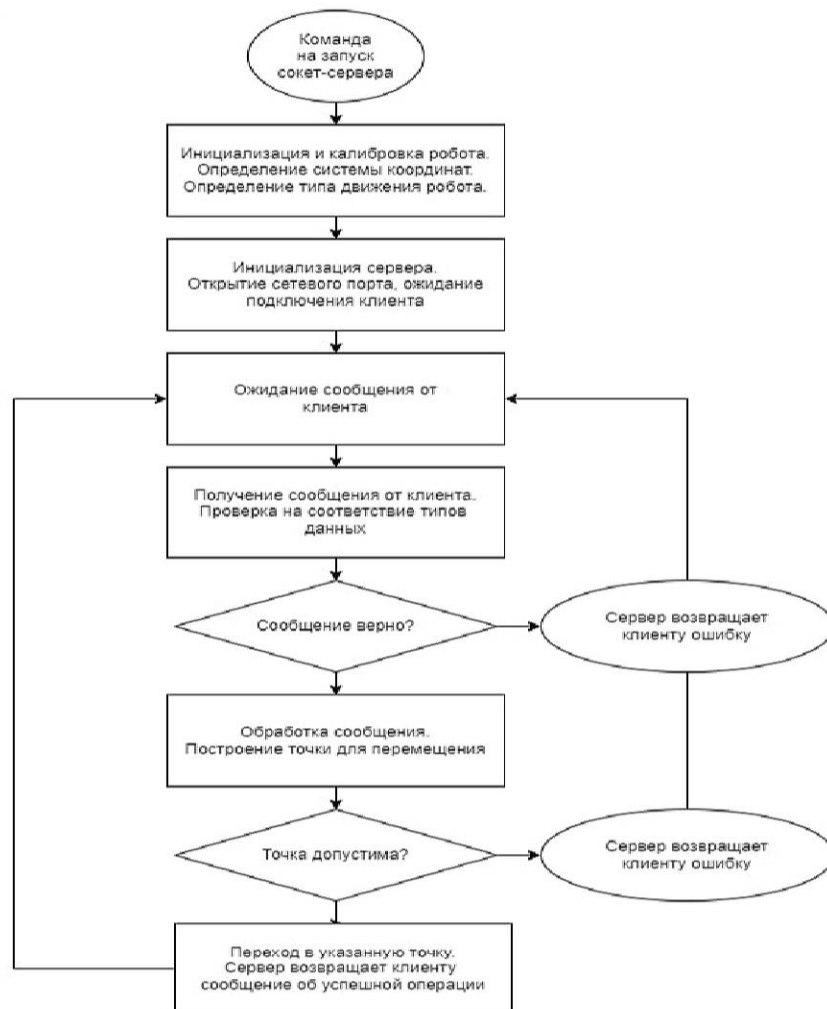 Команда
на запуск
сокет-сервера
Инициализация и калибровка робота.
Определение системы координат.
Определение типа движения робота.
Инициализация сервера.
Открытие сетевого порта, ожидание
подключения клиента
Ожидание сообщения от
клиента
Получение сообщения от клиента.
Проверка на соответствие типов
данных
Сообщение верно?
Сервер возвращает
клиенту ошибку
Обработка сообщения.
Построение точки для перемещения
Точка допустима?
Сервер возвращает
клиенту ошибку
Переход в указанную точку.
Сервер возвращает клиенту
сообщение об успешной операции